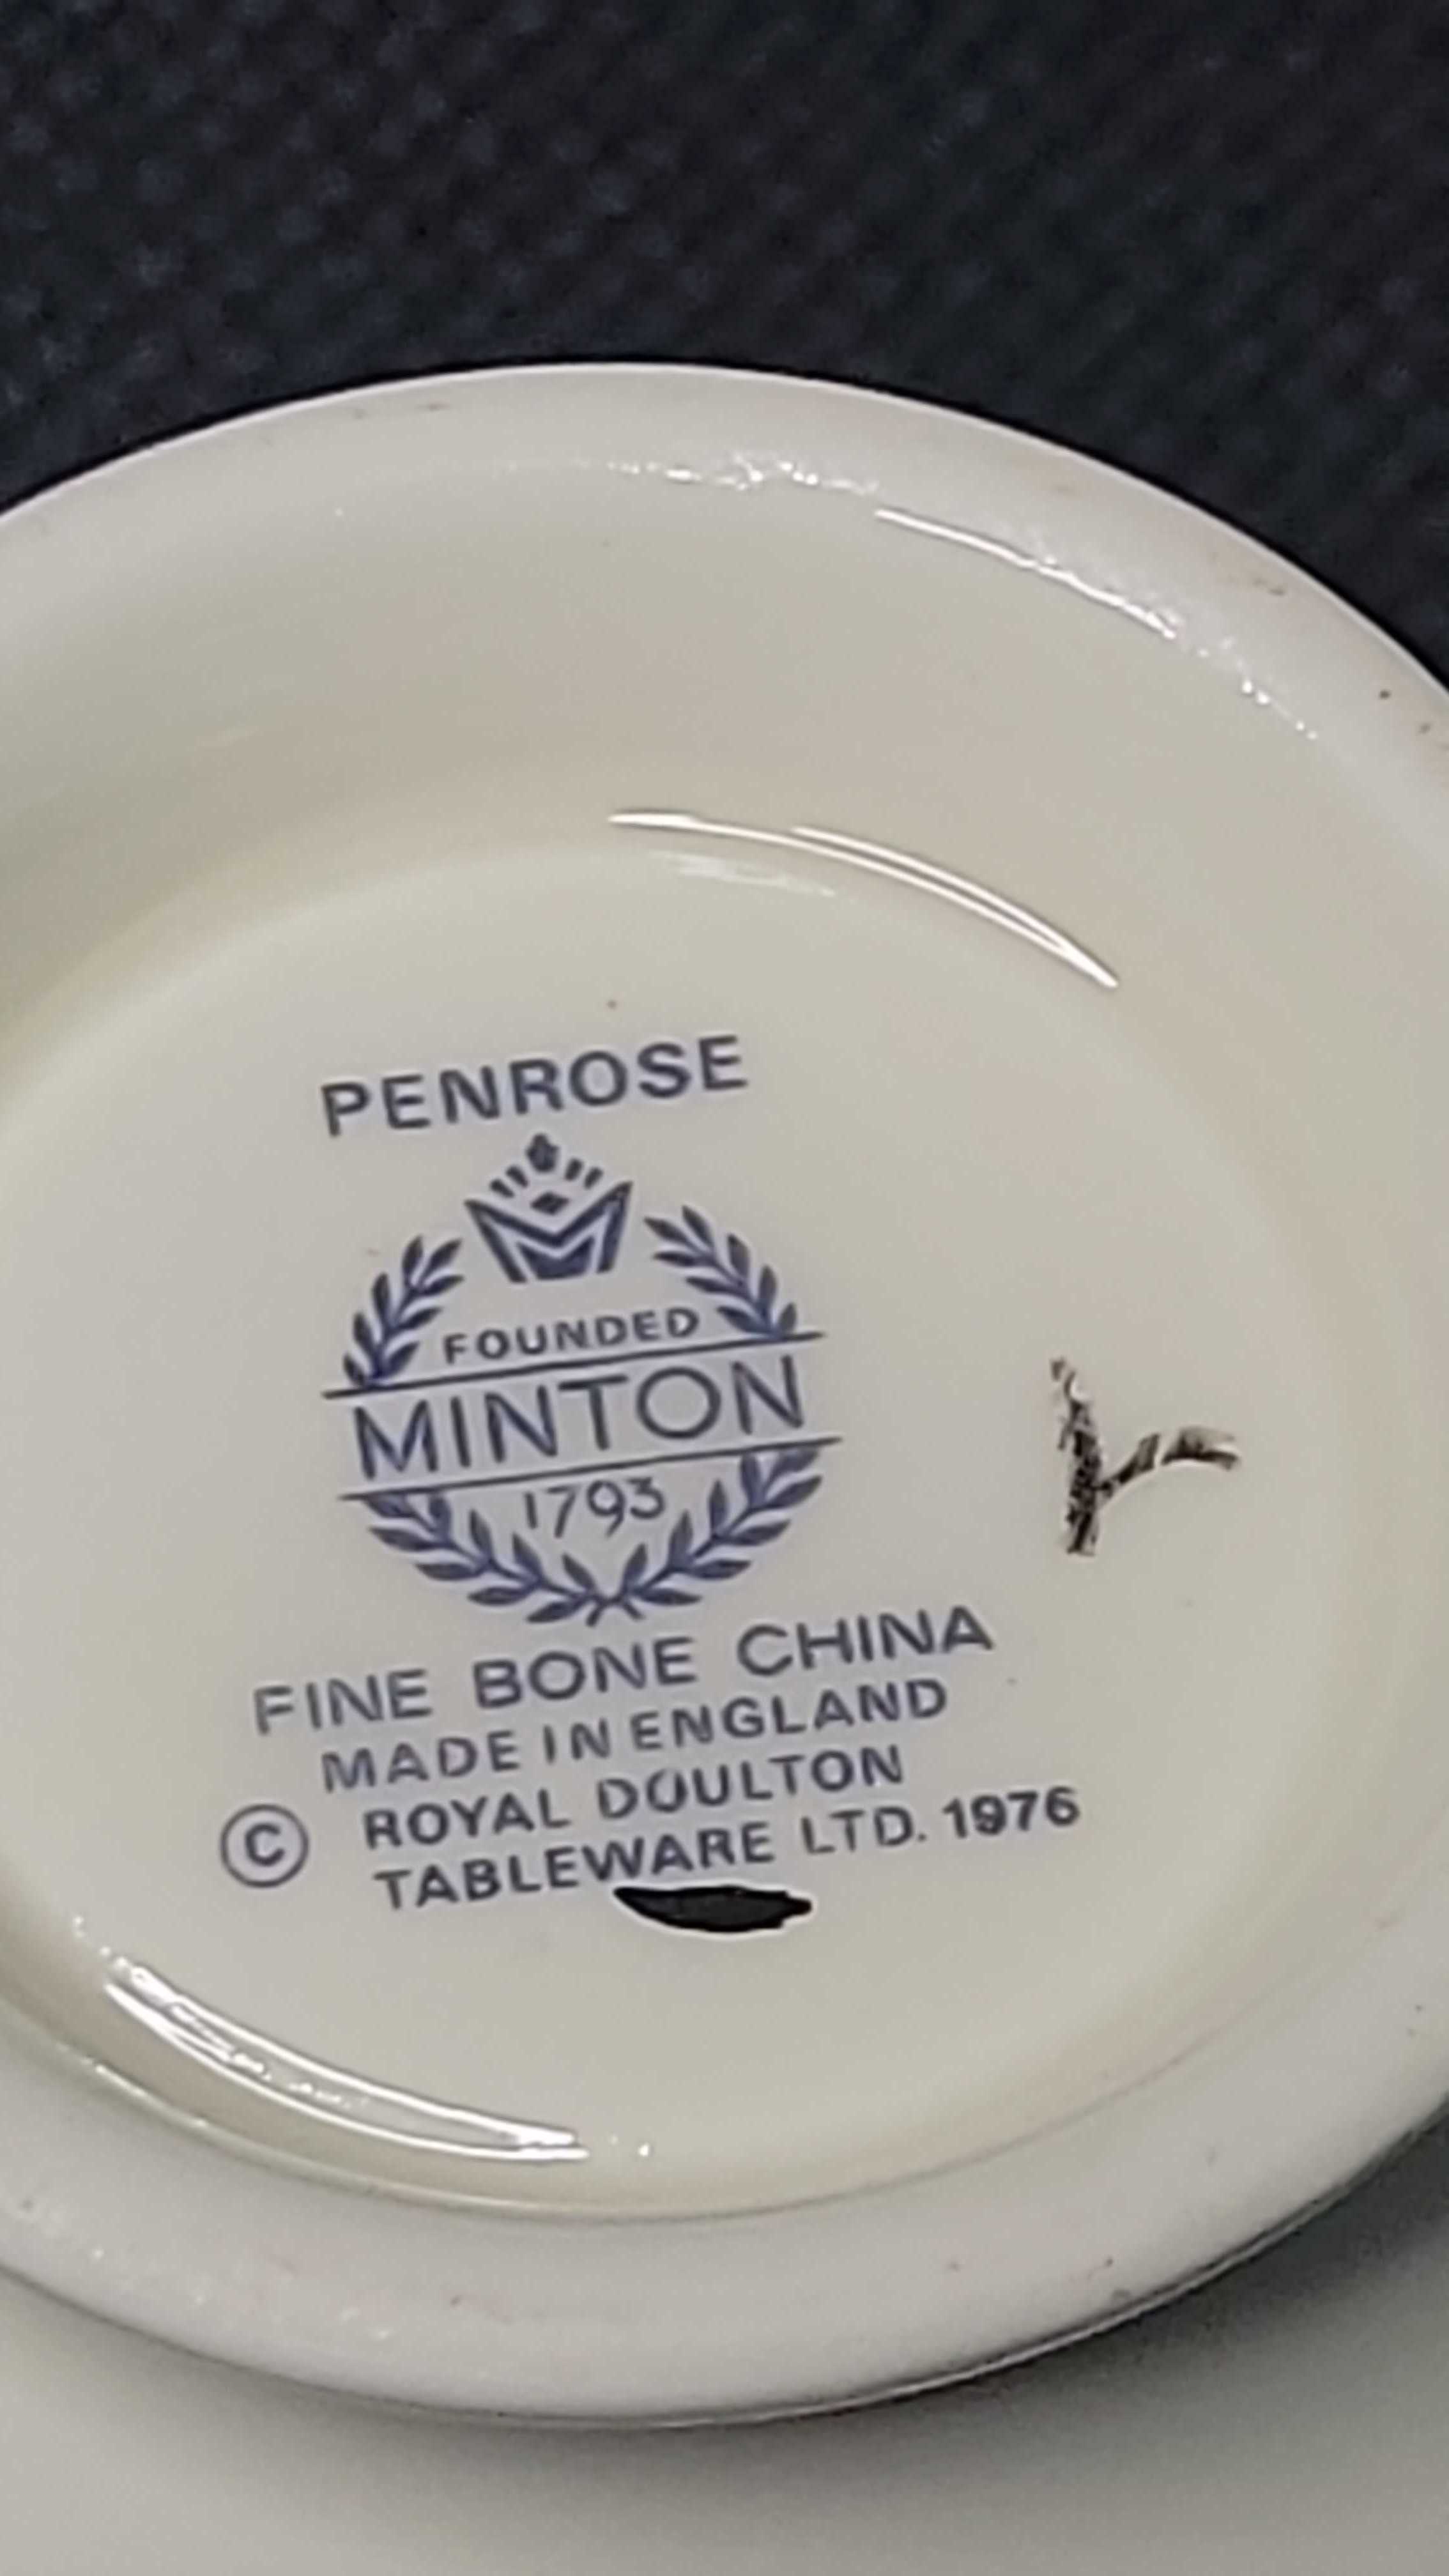 PENROSE
FOUNDED
MINTON
1793
FINE BONE CHINA
MADE IN ENGLAND
© ROYAL DOULTON
TABLEWARE LTD. 1976